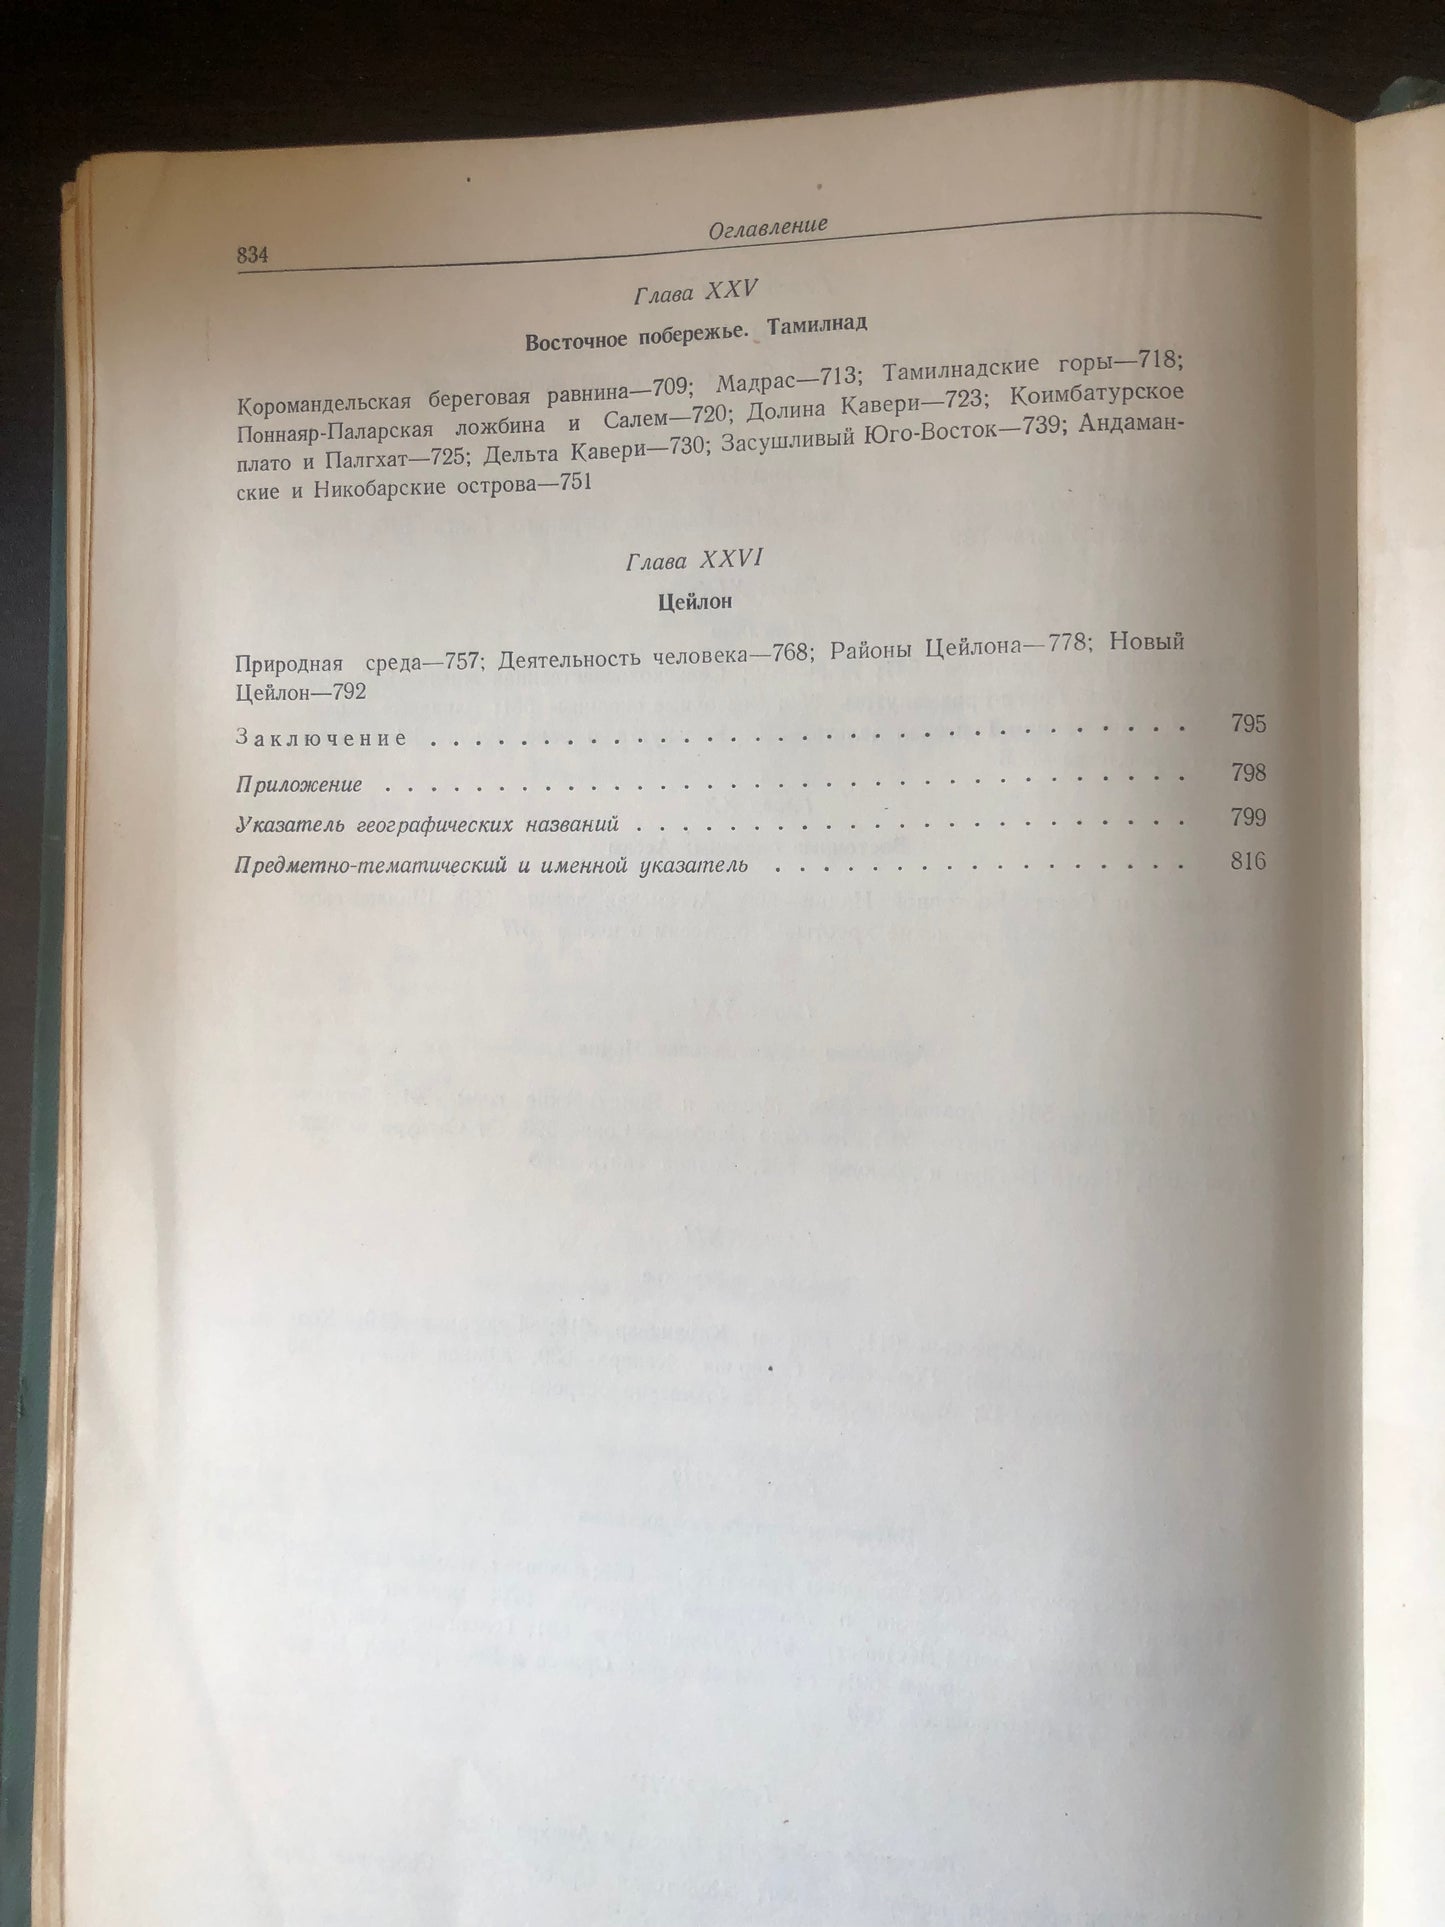 834
Оглавление
Глава XXV
Восточное побережье. Тамилнад
Коромандельская береговая равнина—709; Мадрас—713; Тамилнадские горы—718;
Поннаяр-Паларская ложбина и Салем—720; Долина Кавери—723; Коимбатурское
плато и Палгхат—725; Дельта Кавери—730; Засушливый Юго-Восток—739; Андаман-
ские и Никобарские острова—751
Глава XXVI
Цейлон
Природная среда—757; Деятельность человека—768; Районы Цейлона—778; Новый
Цейлон—792
Заключение . . . . . . . . . . . . . . . . . . . . . . . . . . . 795
Приложение . . . . . . . . . . . . . . . . . . . . . . . . . . . . 798
Указатель географических названий . . . . . . . . . . . . . . . . . . . 799
Предметно-тематический и именной указатель . . . . . . . . . . . . . . . 816